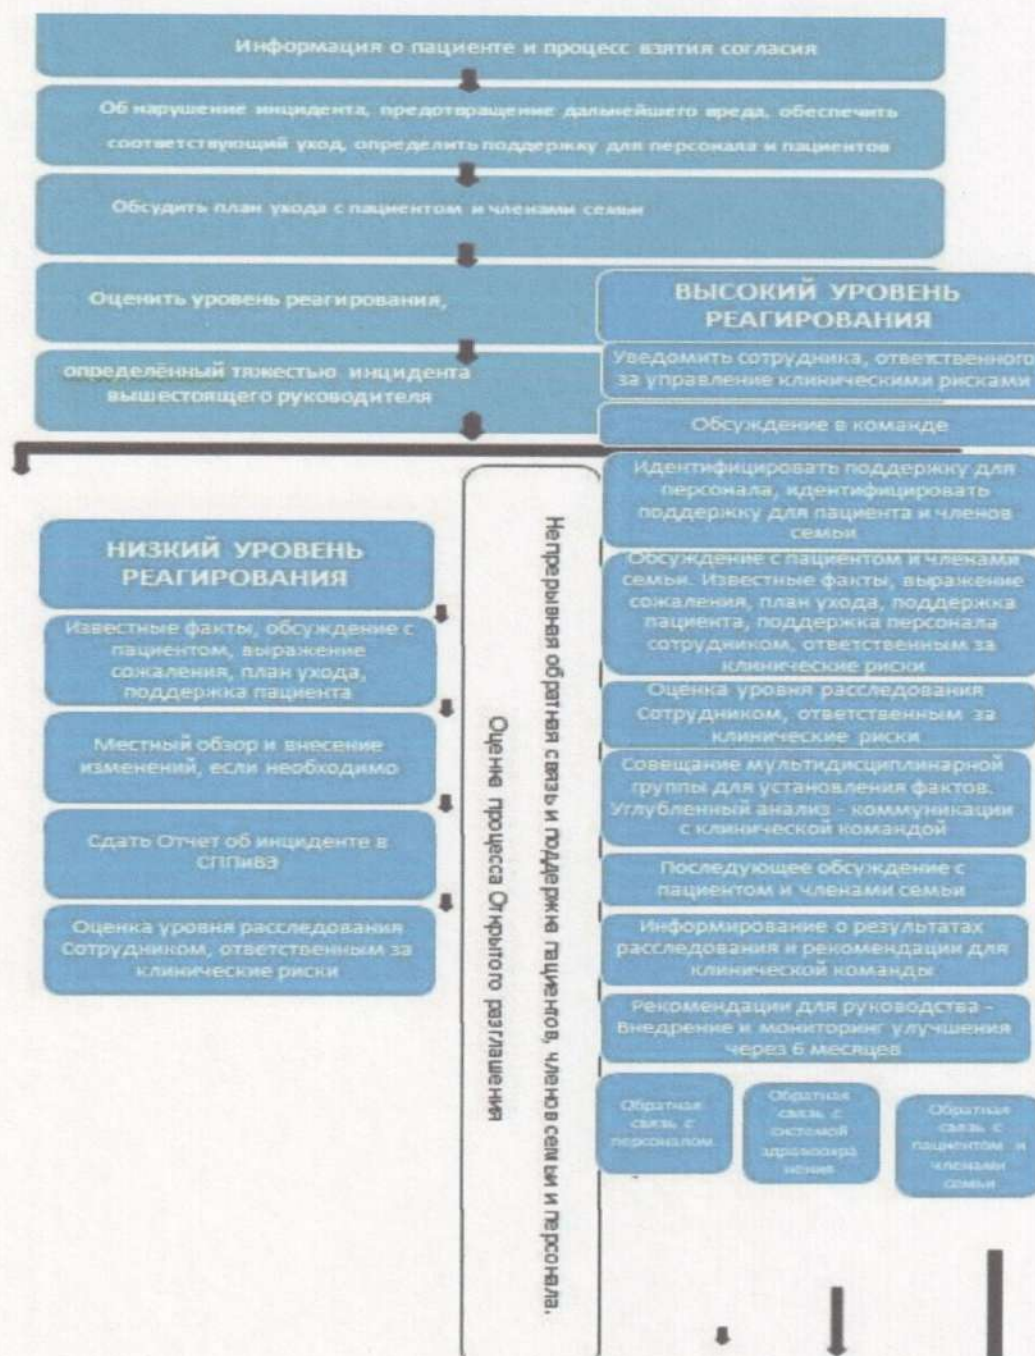 Информация о пациенте и процесс взятия согласия
Об нарушение инцидента, предотвращение дальнейшего вреда, обеспечить
соответствующий уход, определить поддержку для персонала и пациентов
Обсудить план ухода с пациентом и членами семьи
Оценить уровень реагирования,
определённый тяжестью инцидента
вышестоящего руководителя
НИЗКИЙ УРОВЕНЬ
РЕАГИРОВАНИЯ
Известные факты, обсуждение с
пациентом, выражение
сожаления, план ухода,
поддержка пациента
Местный обзор и внесение
изменений, если необходимо
Сдать Отчет об инциденте в
СППиВЭ
Оценка уровня расследования
Сотрудником, ответственным за
клинические риски
Непрерывная обратная связь и поддержка пациентов, членов семьи и персонала.
Оценка процесса Открытого разглашения
ВЫСОКИЙ УРОВЕНЬ
РЕАГИРОВАНИЯ
Уведомить сотрудника, ответственного
за управление клиническими рисками
Обсуждение в команде
Идентифицировать поддержку для
персонала, идентифицировать
поддержку для пациента и членов
семьи
Обсуждение с пациентом и членами
семьи. Известные факты, выражение
сожаления, план ухода, поддержка
пациента, поддержка персонала
сотрудником, ответственным за
клинические риски
Оценка уровня расследования
Сотрудником, ответственным за
клинические риски
Совещание мультидисциплинарной
группы для установления фактов.
Углубленный анализ - коммуникации
с клинической командой
Последующее обсуждение с
пациентом и членами семьи
Информирование о результатах
расследования и рекомендации для
клинической команды
Рекомендации для руководства -
Внедрение и мониторинг улучшения
через 6 месяцев
Обратная
связь с
персоналом
Обратная
связь с
системой
здравоохра
нения
Обратная
связь с
пациентом и
членами
семьи